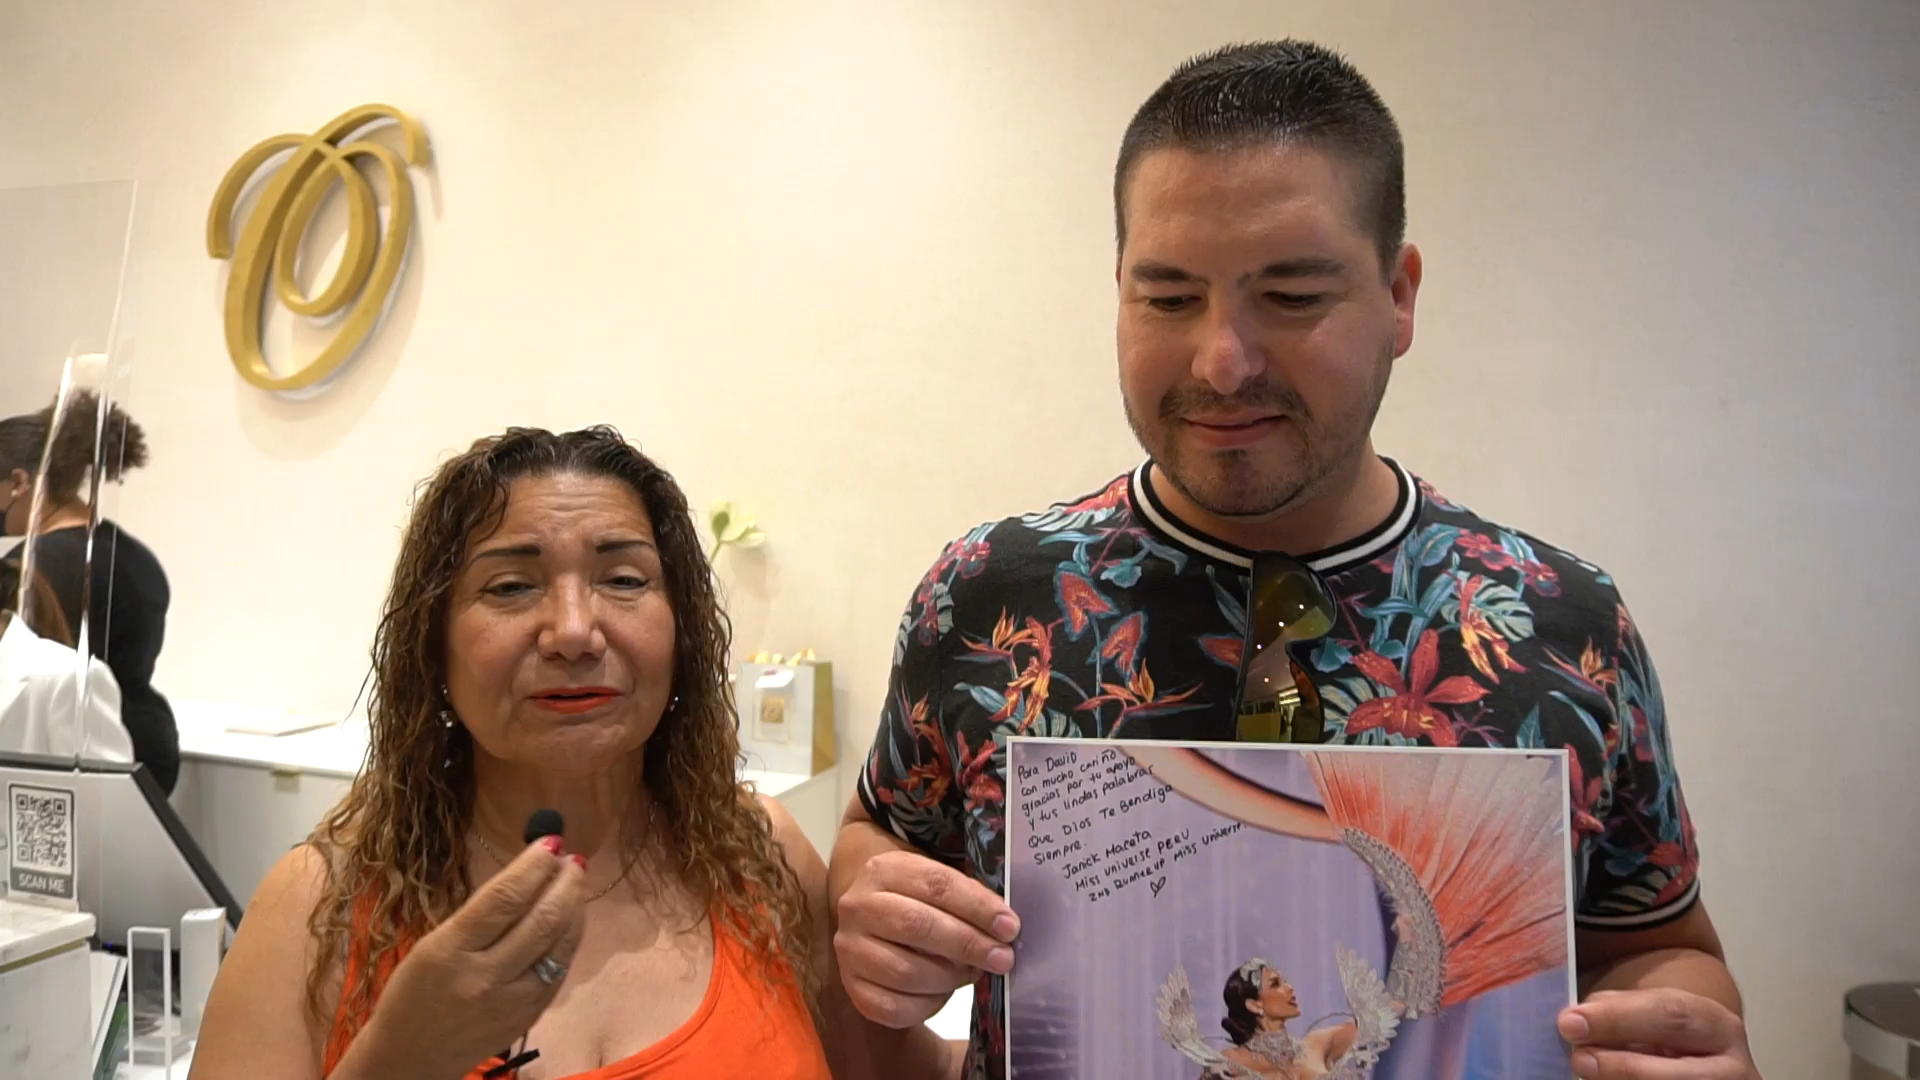 Para David
con mucho cariño
gracias por tu apoyo
y tus lindas palabras
Que Dios Te Bendiga
Siempre.
Janick Maceta
Miss Universe PERU
2nd Runner up Miss Universe.
SCAN ME